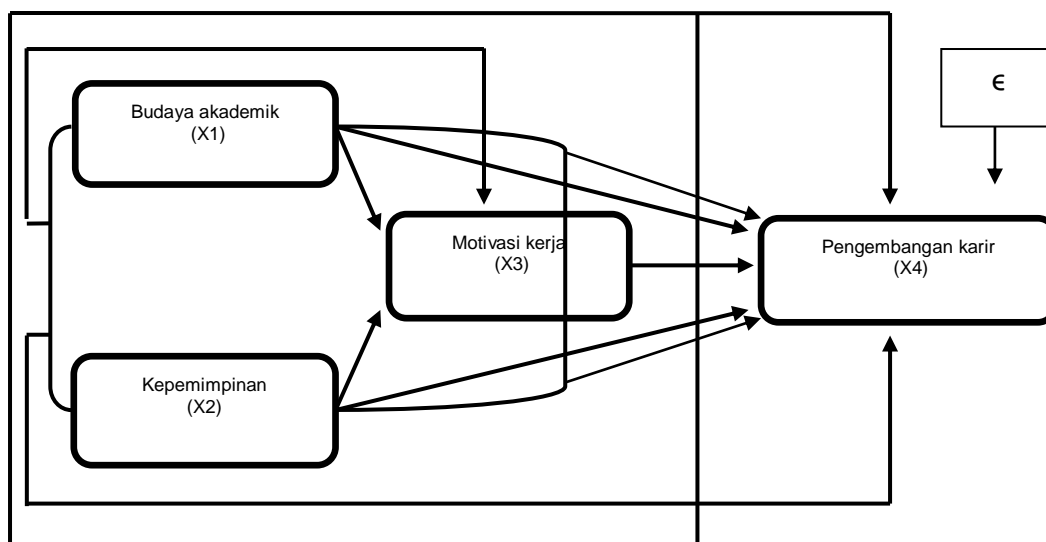 Budaya akademik
(X1)
ϵ
Motivasi kerja
(X3)
Pengembangan karir
(X4)
Kepemimpinan
(X2)